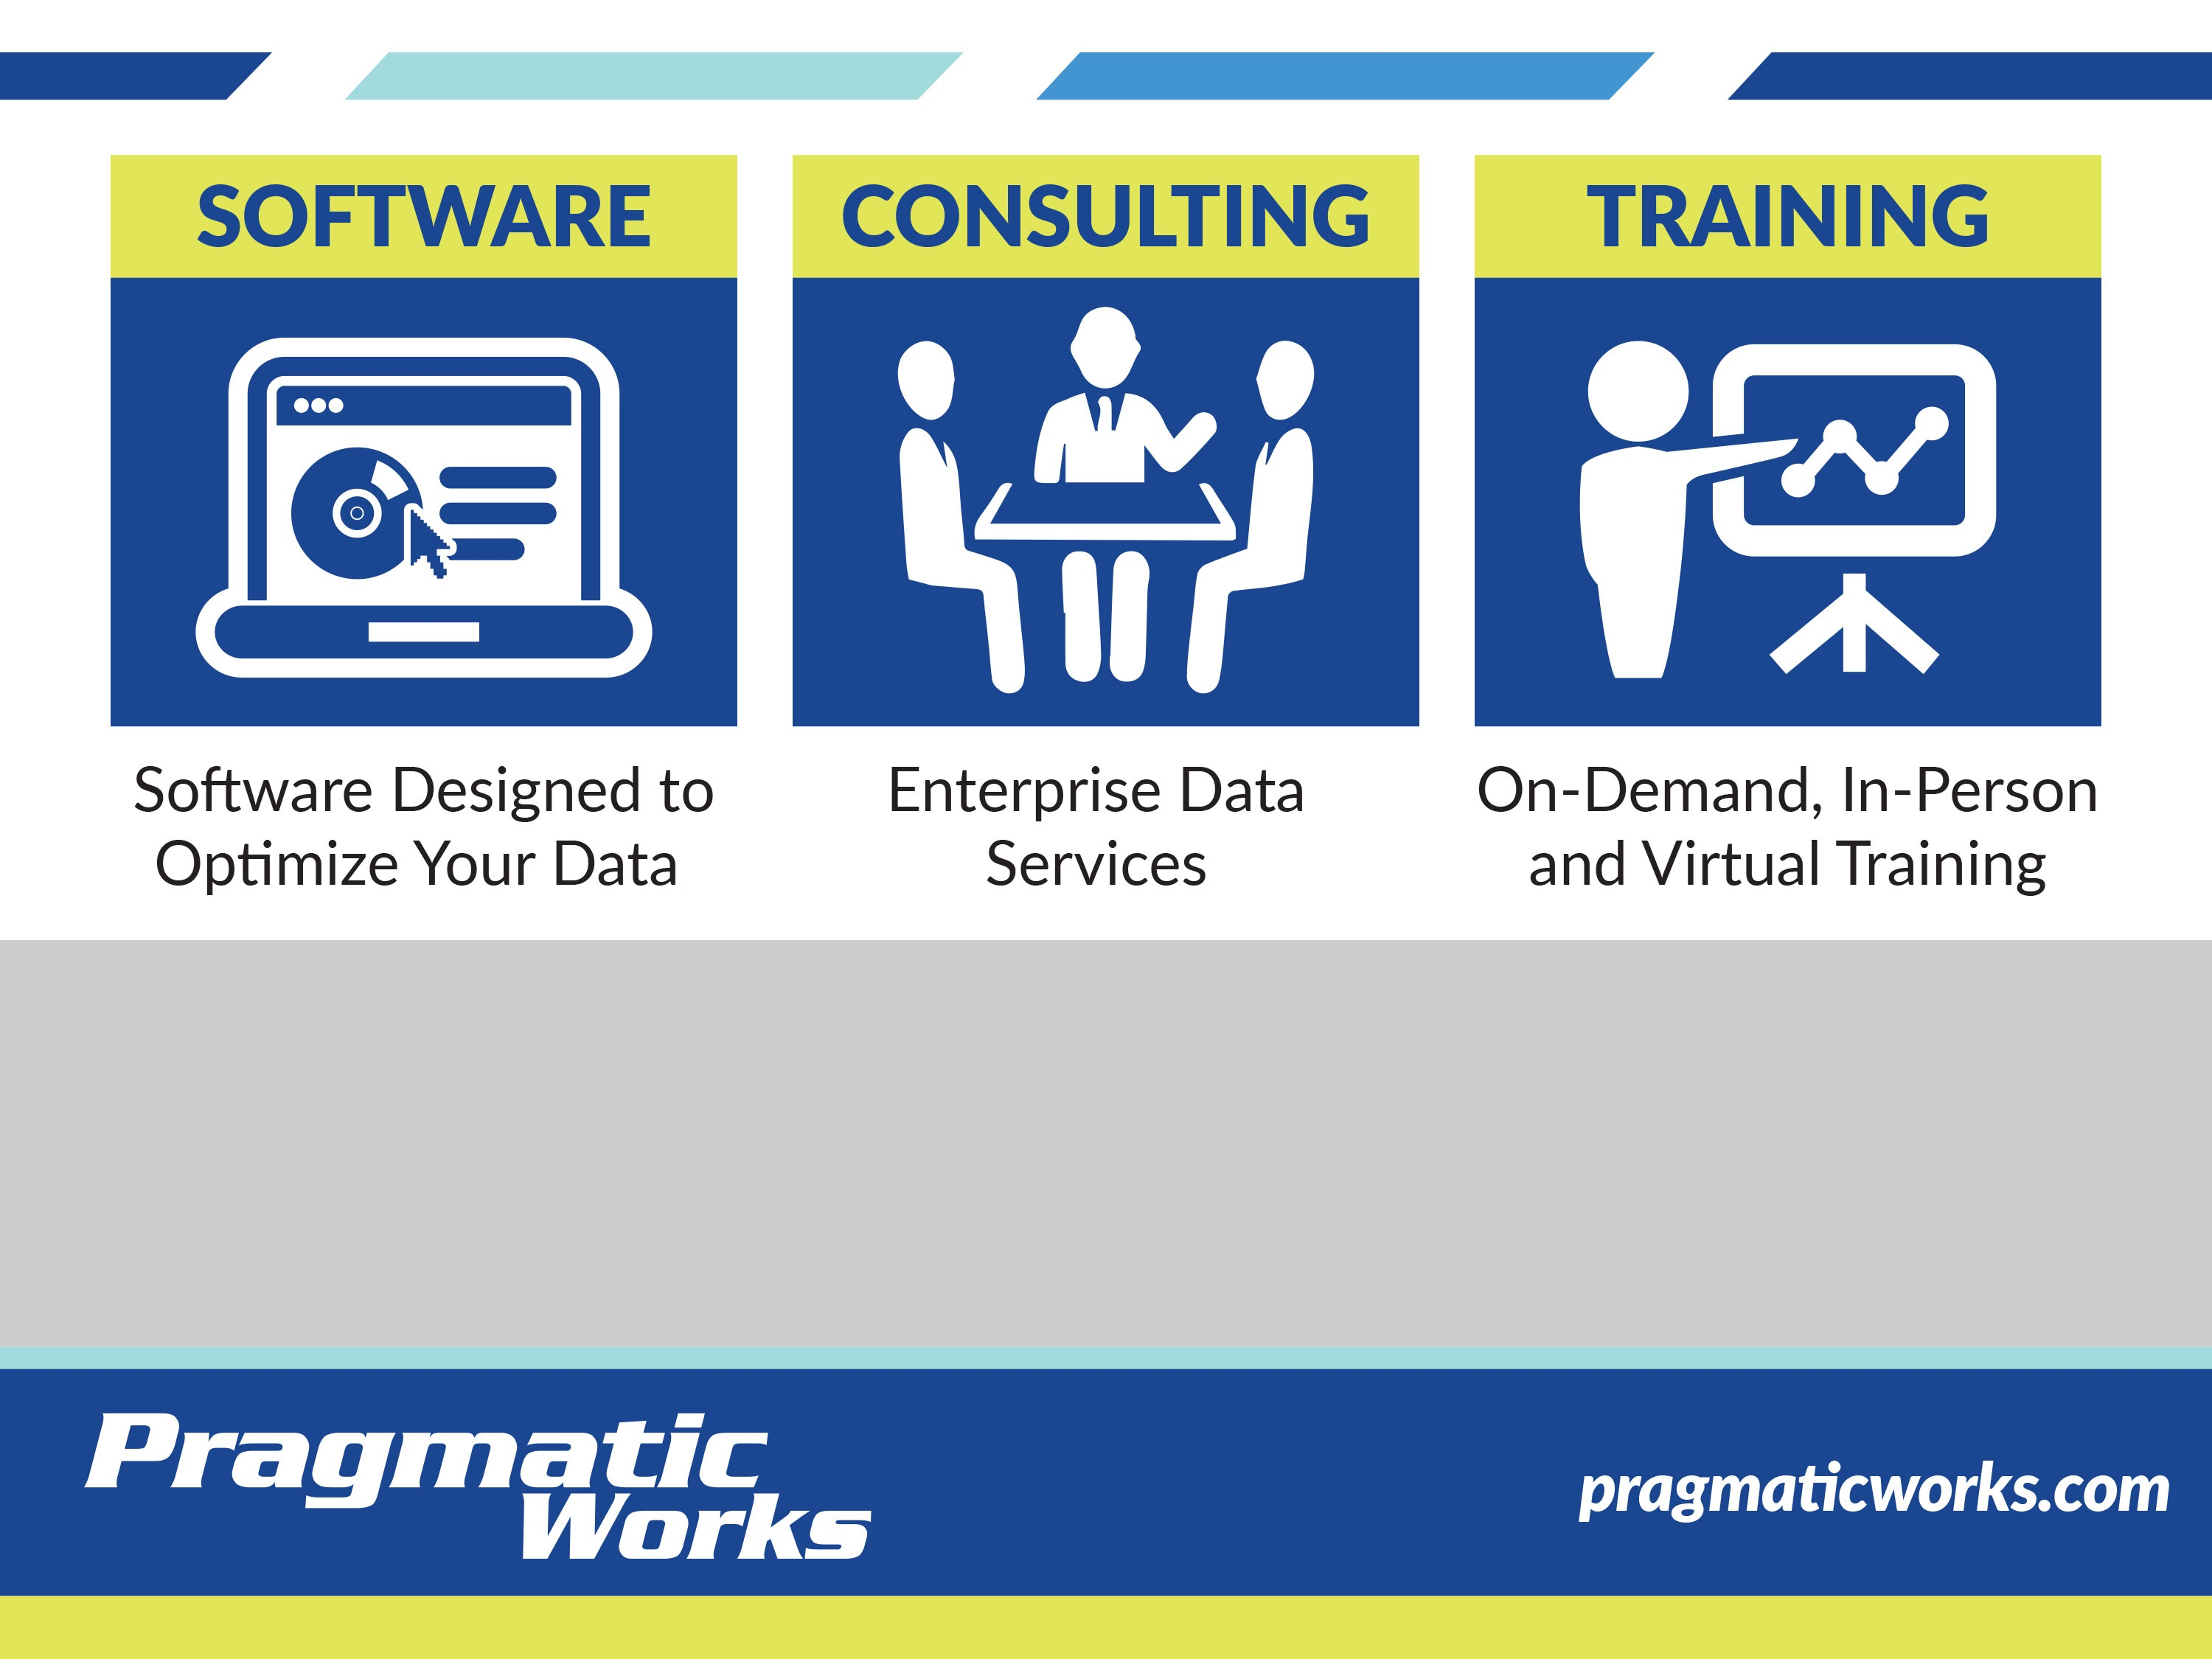 SOFTWARE
CONSULTING
TRAINING
Software Designed to
Optimize Your Data
Enterprise Data
Services
On-Demand, In-Person
and Virtual Training
Pragmatic
Works
pragmaticworks.com